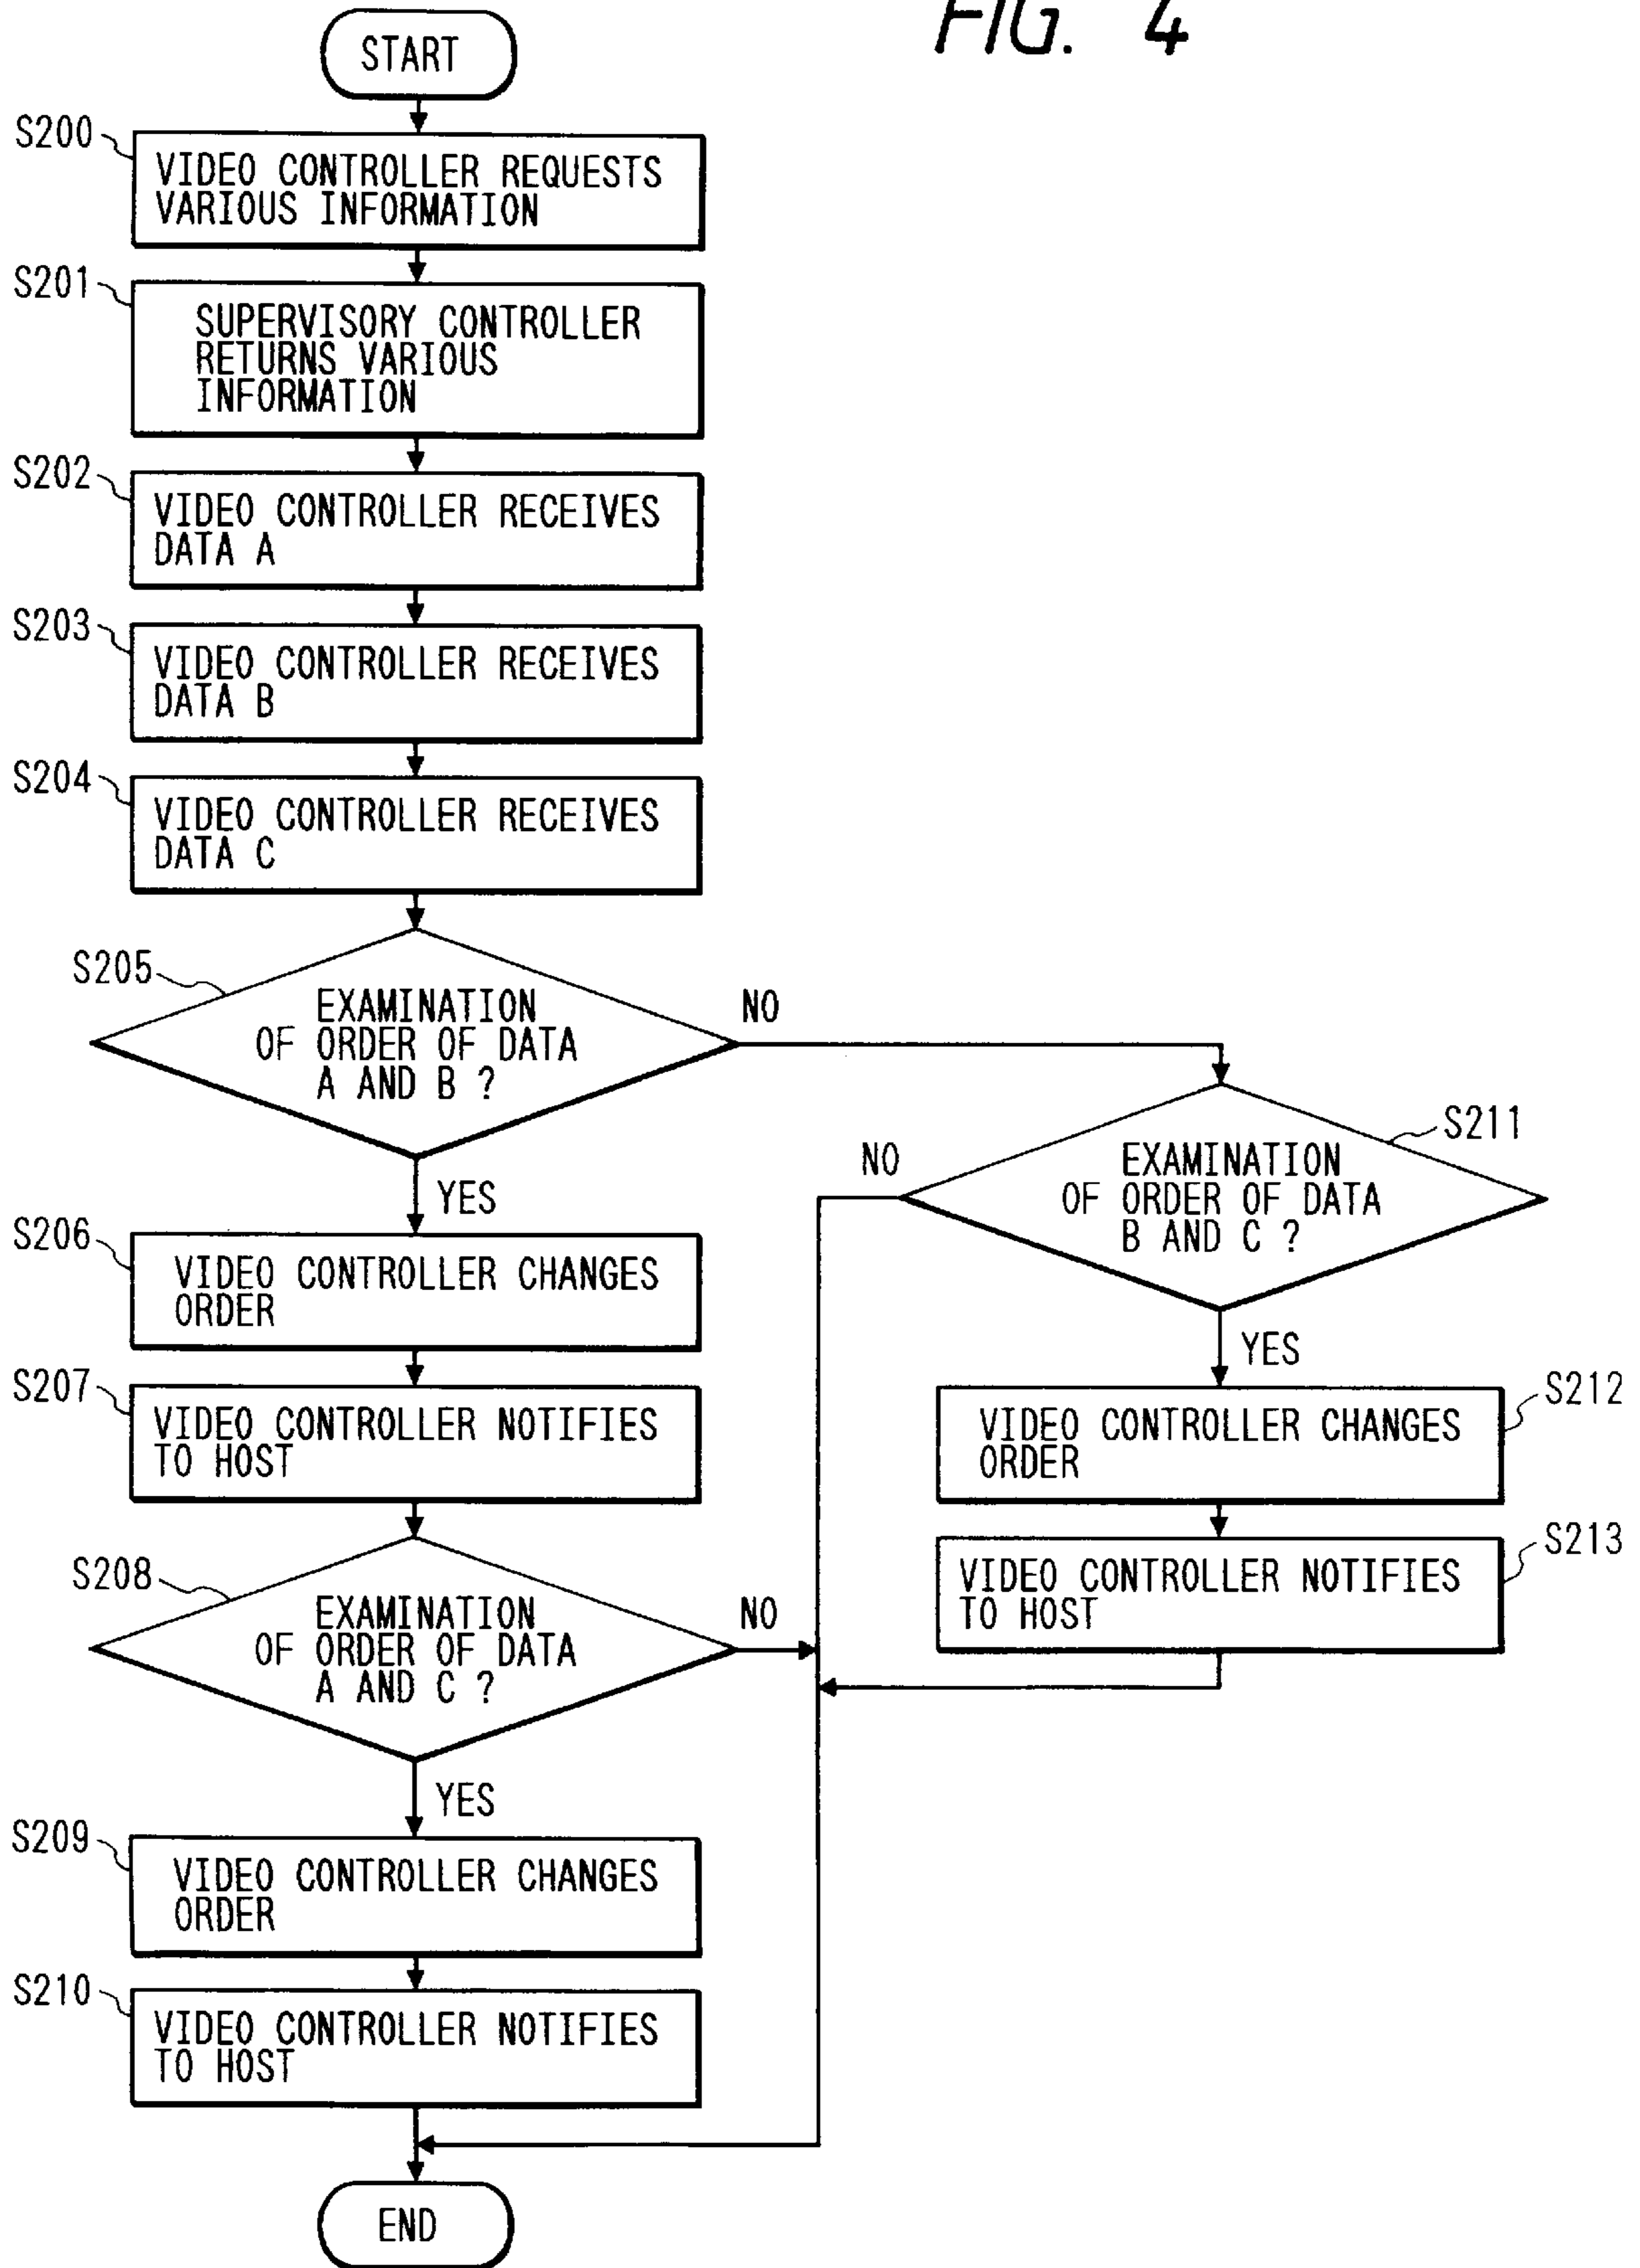 FIG. 4
START
S200
VIDEO CONTROLLER REQUESTS
VARIOUS INFORMATION
S201
SUPERVISORY CONTROLLER
RETURNS VARIOUS
INFORMATION
S202
VIDEO CONTROLLER RECEIVES
DATA A
S203
VIDEO CONTROLLER RECEIVES
DATA B
S204
VIDEO CONTROLLER RECEIVES
DATA C
S205
EXAMINATION
OF ORDER OF DATA
A AND B ?
NO
YES
S206
VIDEO CONTROLLER CHANGES
ORDER
S207
VIDEO CONTROLLER NOTIFIES
TO HOST
S208
EXAMINATION
OF ORDER OF DATA
A AND C ?
NO
YES
S209
VIDEO CONTROLLER CHANGES
ORDER
S210
VIDEO CONTROLLER NOTIFIES
TO HOST
END
S211
EXAMINATION
OF ORDER OF DATA
B AND C ?
NO
YES
S212
VIDEO CONTROLLER CHANGES
ORDER
S213
VIDEO CONTROLLER NOTIFIES
TO HOST